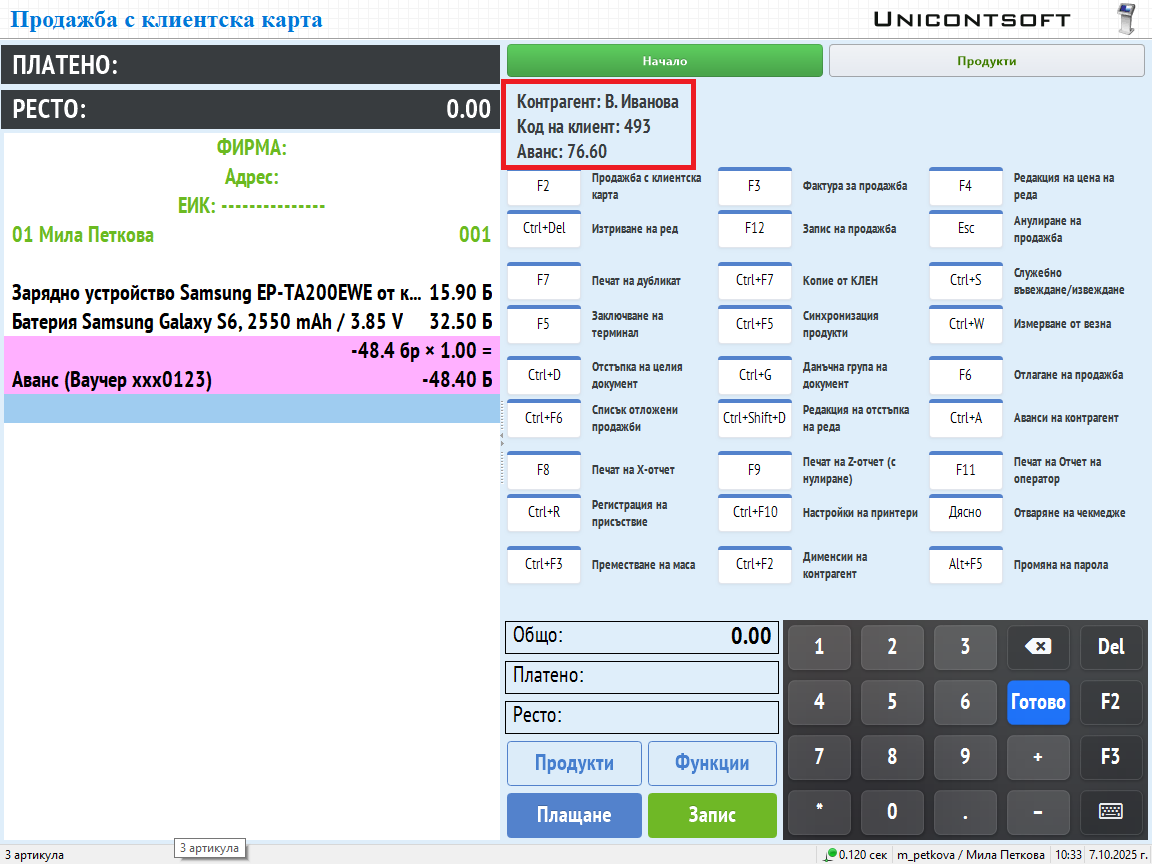 Продажба с клиентска карта
UNICONTSOFT
ПЛАТЕНО:
РЕСТО: 0.00
ФИРМА:
Адрес:
ЕИК: ---------------
01 Мила Петкова 001
Зарядно устройство Samsung EP-TA200EWE от к... 15.90 Б
Батерия Samsung Galaxy S6, 2550 mAh / 3.85 V 32.50 Б
-48.4 бр × 1.00 =
Аванс (Ваучер xxx0123) -48.40 Б
Начало
Продукти
Контрагент: В. Иванова
Код на клиент: 493
Аванс: 76.60
F2 Продажба с клиентска карта
F3 Фактура за продажба
F4 Редакция на цена на реда
Ctrl+Del Изтриване на ред
F12 Запис на продажба
Esc Анулиране на продажба
F7 Печат на дубликат
Ctrl+F7 Копие от КЛЕН
Ctrl+S Служебно въвеждане/извеждане
F5 Заключване на терминал
Ctrl+F5 Синхронизация продукти
Ctrl+W Измерване от везна
Ctrl+D Отстъпка на целия документ
Ctrl+G Данъчна група на документ
F6 Отлагане на продажба
Ctrl+F6 Списък отложени продажби
Ctrl+Shift+D Редакция на отстъпка на реда
Ctrl+A Аванси на контрагент
F8 Печат на X-отчет
F9 Печат на Z-отчет (с нулиране)
F11 Печат на Отчет на оператор
Ctrl+R Регистрация на присъствие
Ctrl+F10 Настройки на принтери
Дясно Отваряне на чекмедже
Ctrl+F3 Преместване на маса
Ctrl+F2 Дименсии на контрагент
Alt+F5 Промяна на парола
Общо: 0.00
Платено:
Ресто:
Продукти Функции
Плащане Запис
1 2 3 Del
4 5 6 Готово F2
7 8 9 + F3
* 0 . −
3 артикула
3 артикула
0.120 сек m_petkova / Мила Петкова 10:33 7.10.2025 г.